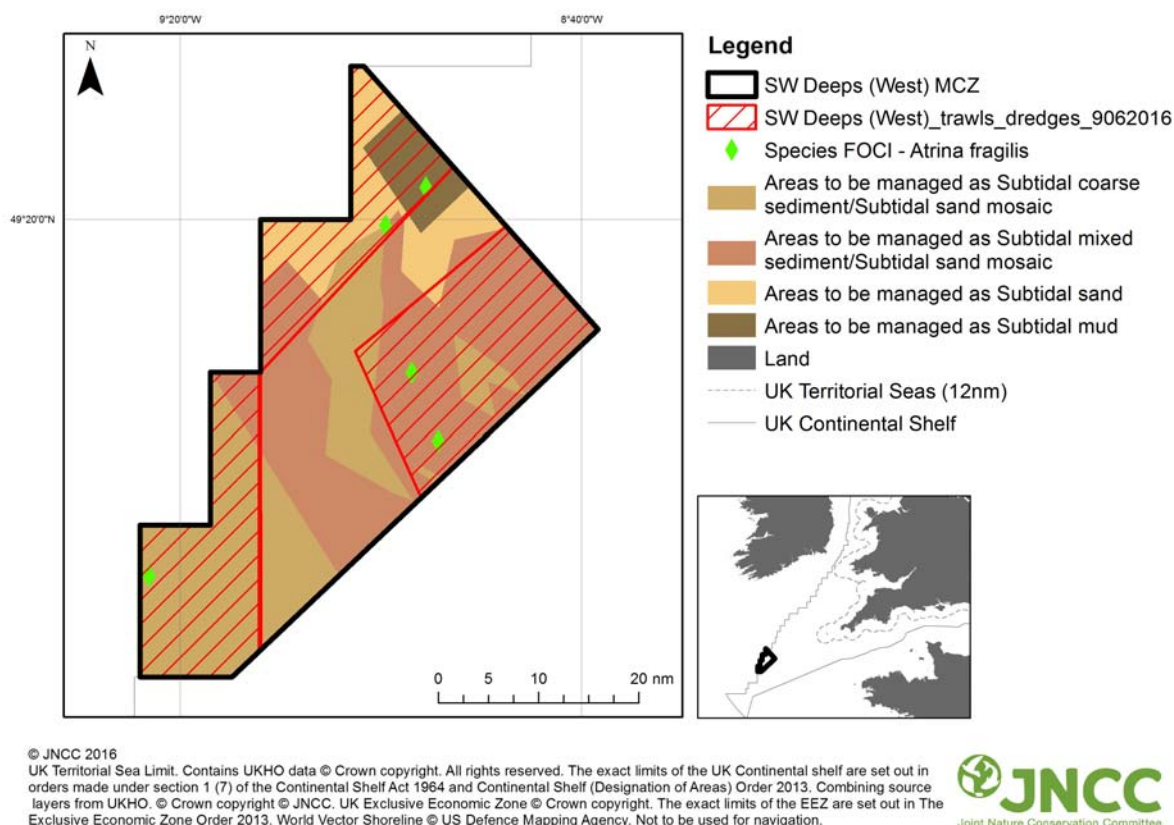 9°20'0"W
8°40'0"W
N
49°20'0"N
0 5 10 20 nm
Legend
SW Deeps (West) MCZ
SW Deeps (West)_trawls_dredges_9062016
Species FOCI - Atrina fragilis
Areas to be managed as Subtidal coarse
sediment/Subtidal sand mosaic
Areas to be managed as Subtidal mixed
sediment/Subtidal sand mosaic
Areas to be managed as Subtidal sand
Areas to be managed as Subtidal mud
Land
UK Territorial Seas (12nm)
UK Continental Shelf
© JNCC 2016
UK Territorial Sea Limit. Contains UKHO data © Crown copyright. All rights reserved. The exact limits of the UK Continental shelf are set out in
orders made under section 1 (7) of the Continental Shelf Act 1964 and Continental Shelf (Designation of Areas) Order 2013. Combining source
layers from UKHO. © Crown copyright © JNCC. UK Exclusive Economic Zone © Crown copyright. The exact limits of the EEZ are set out in The
Exclusive Economic Zone Order 2013. World Vector Shoreline © US Defence Mapping Agency. Not to be used for navigation.
JNCC
Joint Nature Conservation Committee